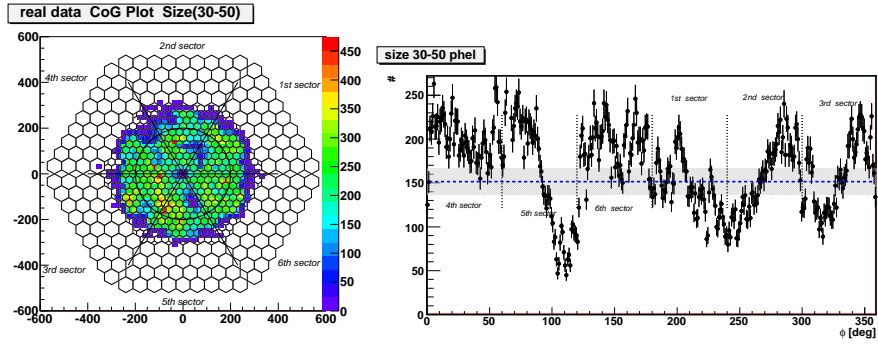 real data CoG Plot Size(30-50)
600
400
200
0
-200
-400
-600
-600 -400 -200 0 200 400 600
2nd sector
4th sector
1st sector
3rd sector
6th sector
5th sector
450
400
350
300
250
200
150
100
50
0
size 30-50 phel
#
250
200
150
100
50
0
1st sector
2nd sector
3rd sector
4th sector
5th sector
6th sector
0 50 100 150 200 250 300 350
ϕ [deg]